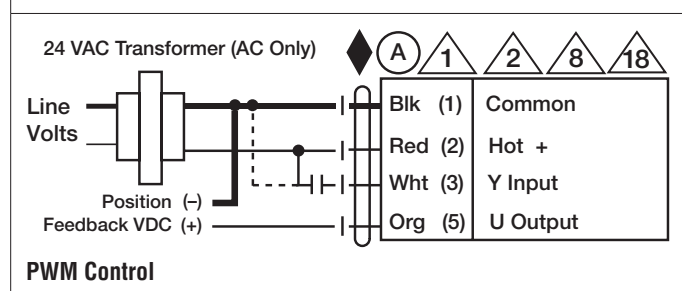 24 VAC Transformer (AC Only)
A 1 2 8 18
Line
Volts
Blk (1) Common
Red (2) Hot +
Wht (3) Y Input
Position (–)
Feedback VDC (+)
Org (5) U Output
PWM Control